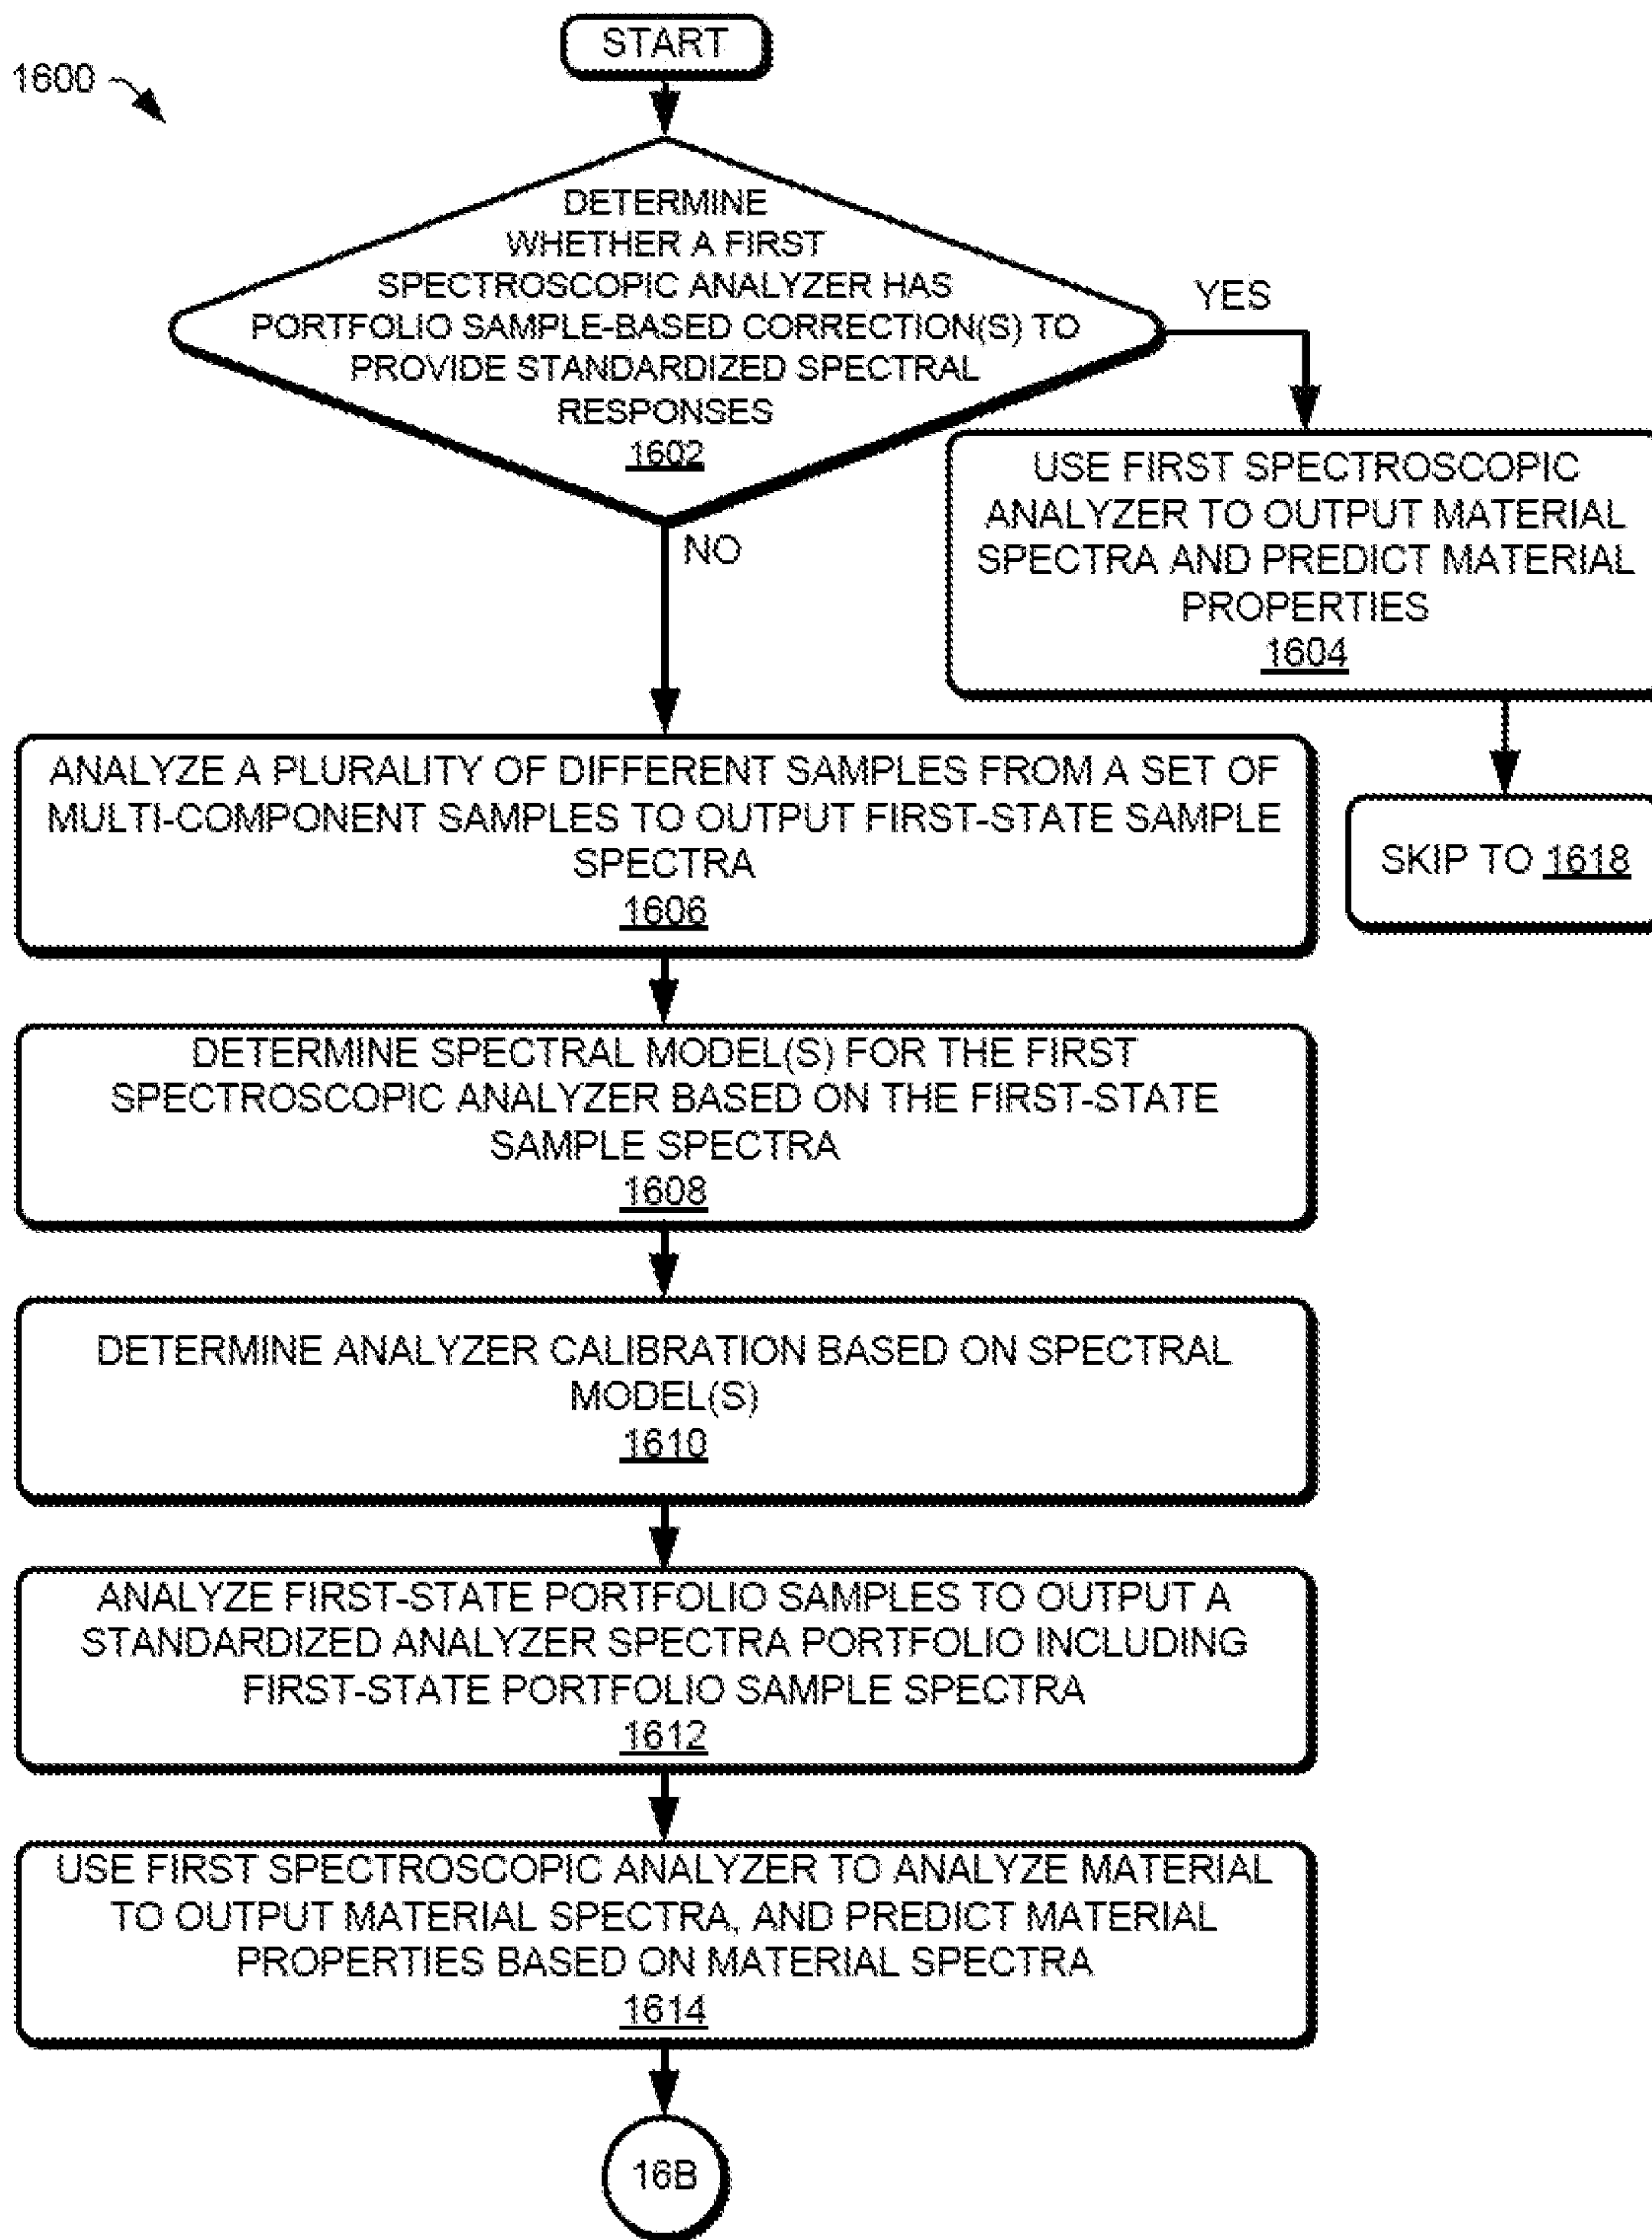 START
1600
DETERMINE
WHETHER A FIRST
SPECTROSCOPIC ANALYZER HAS
PORTFOLIO SAMPLE-BASED CORRECTION(S) TO
PROVIDE STANDARDIZED SPECTRAL
RESPONSES
1602
YES
NO
USE FIRST SPECTROSCOPIC
ANALYZER TO OUTPUT MATERIAL
SPECTRA AND PREDICT MATERIAL
PROPERTIES
1604
SKIP TO 1618
ANALYZE A PLURALITY OF DIFFERENT SAMPLES FROM A SET OF
MULTI-COMPONENT SAMPLES TO OUTPUT FIRST-STATE SAMPLE
SPECTRA
1606
DETERMINE SPECTRAL MODEL(S) FOR THE FIRST
SPECTROSCOPIC ANALYZER BASED ON THE FIRST-STATE
SAMPLE SPECTRA
1608
DETERMINE ANALYZER CALIBRATION BASED ON SPECTRAL
MODEL(S)
1610
ANALYZE FIRST-STATE PORTFOLIO SAMPLES TO OUTPUT A
STANDARDIZED ANALYZER SPECTRA PORTFOLIO INCLUDING
FIRST-STATE PORTFOLIO SAMPLE SPECTRA
1612
USE FIRST SPECTROSCOPIC ANALYZER TO ANALYZE MATERIAL
TO OUTPUT MATERIAL SPECTRA, AND PREDICT MATERIAL
PROPERTIES BASED ON MATERIAL SPECTRA
1614
16B